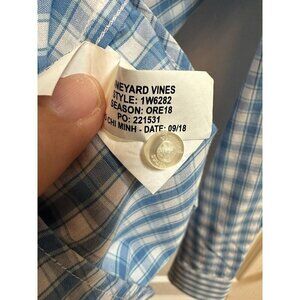 NEYARD VINES
STYLE: 1W6282
SEASON: ORE18
PO: 221531
CHI MINH - DATE: 09/18